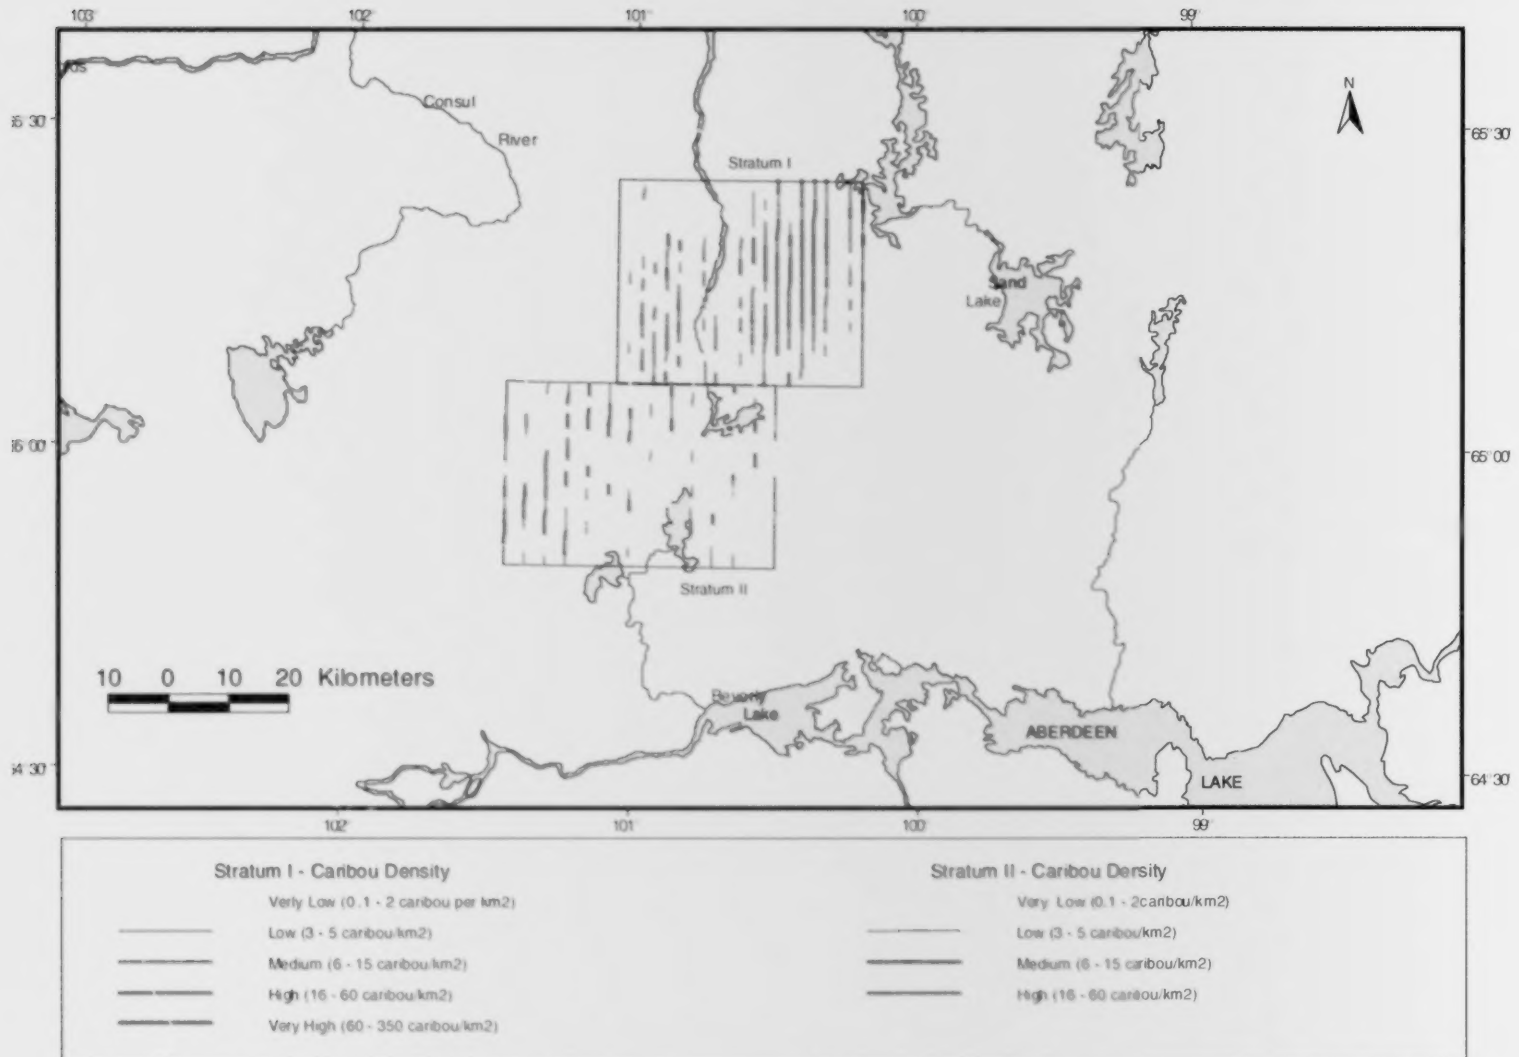 103°
102°
101°
100°
99°
N
Consul
River
65°30'
Stratum I
Sand
Lake
65°00'
65°00'
Stratum II
10 0 10 20 Kilometers
Beverly
Lake
ABERDEEN
LAKE
64°30'
102°
101°
100°
99°
Stratum I - Caribou Density
Verly Low (0.1 - 2 caribou per km2)
Low (3 - 5 caribou/km2)
Medium (6 - 15 caribou/km2)
High (16 - 60 caribou/km2)
Very High (60 - 350 caribou/km2)
Stratum II - Caribou Density
Very Low (0.1 - 2caribou/km2)
Low (3 - 5 caribou/km2)
Medium (6 - 15 caribou/km2)
High (16 - 60 caribou/km2)